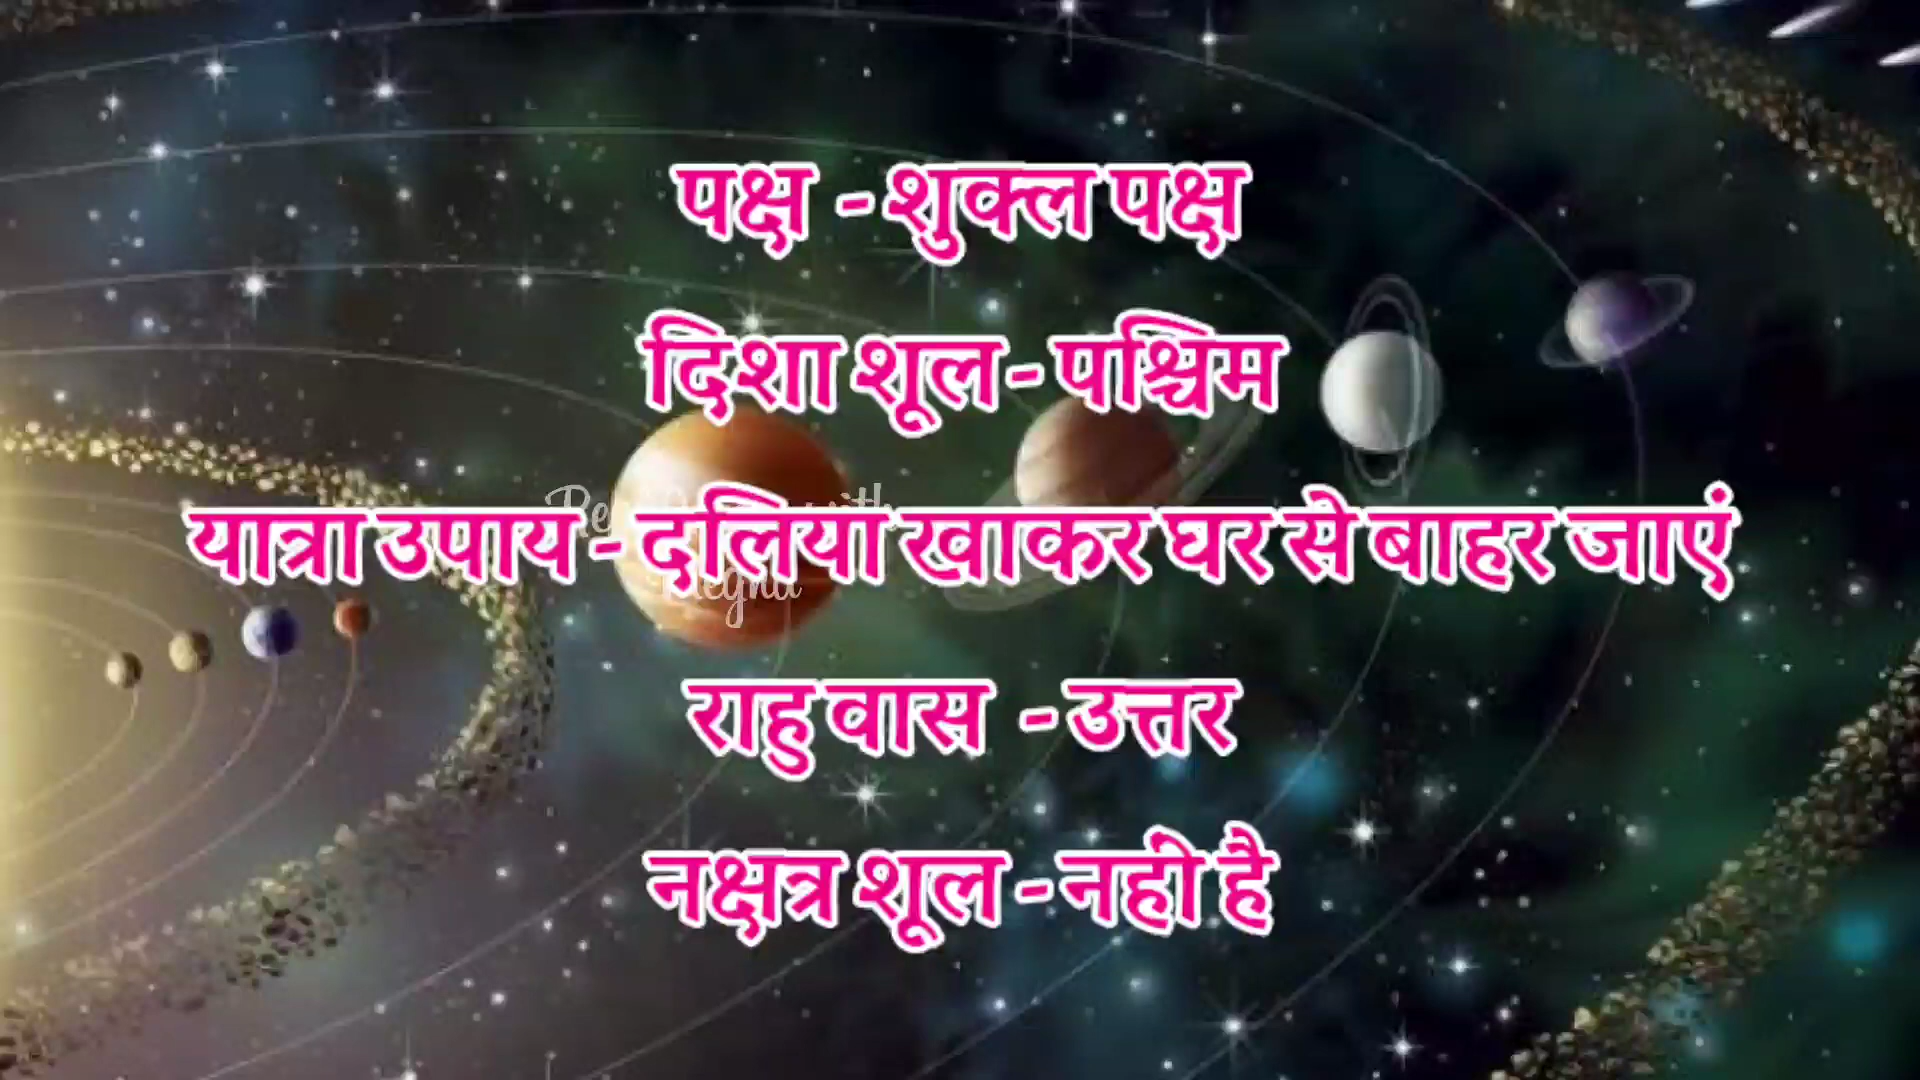 पक्ष - शुक्ल पक्ष
दिशा शूल - पश्चिम
यात्रा उपाय - दलिया खाकर घर से बाहर जाएं
राहु वास - उत्तर
नक्षत्र शूल - नही है